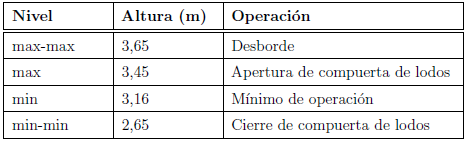 Nivel Altura (m) Operación
max-max 3,65 Desborde
max 3,45 Apertura de compuerta de lodos
min 3,16 Mínimo de operación
min-min 2,65 Cierre de compuerta de lodos